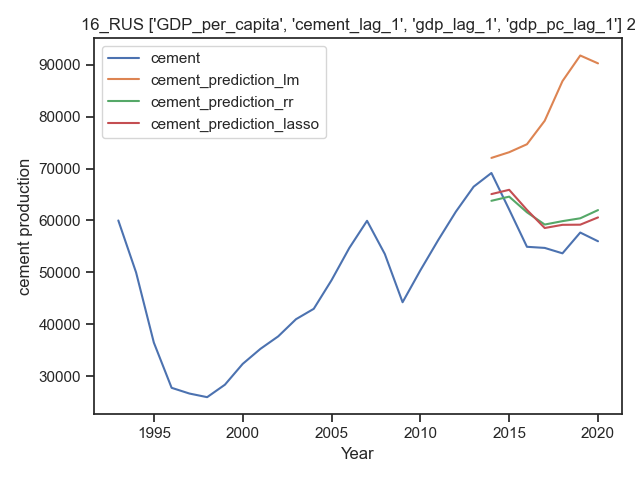 16_RUS ['GDP_per_capita', 'cement_lag_1', 'gdp_lag_1', 'gdp_pc_lag_1'] 2
cement
cement_prediction_lm
cement_prediction_rr
cement_prediction_lasso
cement production
90000
80000
70000
60000
50000
40000
30000
1995 2000 2005 2010 2015 2020
Year